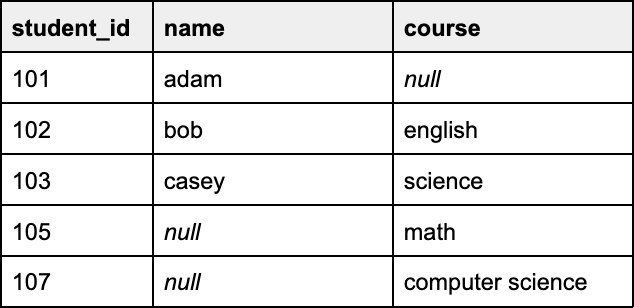 student_id name course
101 adam null
102 bob english
103 casey science
105 null math
107 null computer science